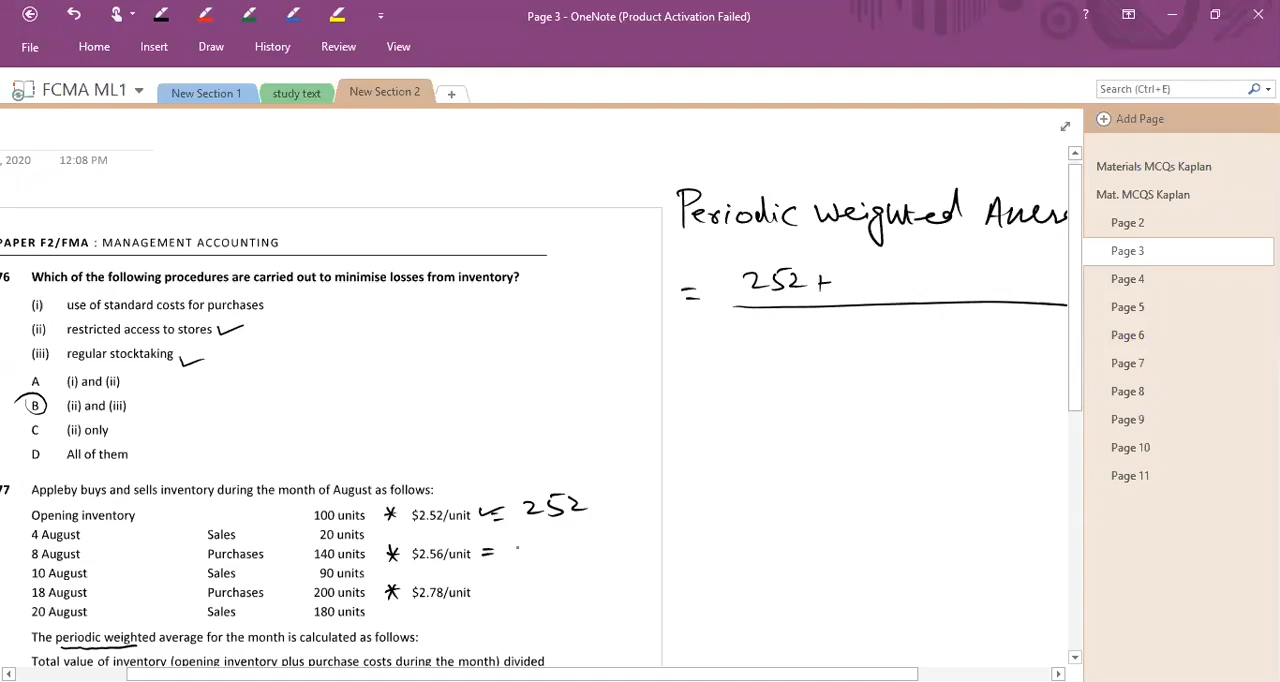 Page 3 - OneNote (Product Activation Failed)
?
File Home Insert Draw History Review View
FCMA ML1 New Section 1 study text New Section 2 +
Search (Ctrl+E)
Add Page
, 2020 12:08 PM
Materials MCQs Kaplan
Mat. MCQS Kaplan
Page 2
Page 3
Page 4
Page 5
Page 6
Page 7
Page 8
Page 9
Page 10
Page 11
Periodic Weighted
= 252 +
PAPER F2/FMA : MANAGEMENT ACCOUNTING
76 Which of the following procedures are carried out to minimise losses from inventory?
(i) use of standard costs for purchases
(ii) restricted access to stores
(iii) regular stocktaking
A (i) and (ii)
B (ii) and (iii)
C (ii) only
D All of them
77 Appleby buys and sells inventory during the month of August as follows:
Opening inventory 100 units * $2.52/unit = 252
4 August Sales 20 units
8 August Purchases 140 units * $2.56/unit =
10 August Sales 90 units
18 August Purchases 200 units * $2.78/unit
20 August Sales 180 units
The periodic weighted average for the month is calculated as follows:
Total value of inventory (opening inventory plus purchase costs during the month) divided